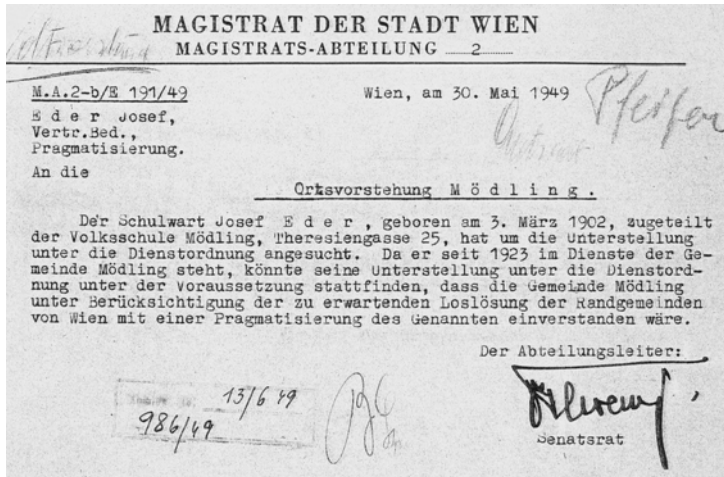 MAGISTRAT DER STADT WIEN
MAGISTRATS-ABTEILUNG 2
M.A.2-b/E 191/49
Wien, am 30. Mai 1949
Pfeifer
E d e r Josef,
Vertr.Bed.,
Pragmatisierung.
An die
Ortsvorstehung M ö d l i n g .
Der Schulwart Josef E d e r , geboren am 3. März 1902, zugeteilt
der Volksschule Mödling, Theresiengasse 25, hat um die Unterstellung
unter die Dienstordnung angesucht. Da er seit 1923 im Dienste der Ge-
meinde Mödling steht, könnte seine Unterstellung unter die Dienstord-
nung unter der Voraussetzung stattfinden, dass die Gemeinde Mödling
unter Berücksichtigung der zu erwartenden Loslösung der Randgemeinden
von Wien mit einer Pragmatisierung des Genannten einverstanden wäre.
Der Abteilungsleiter:
13/6 49
986/49
Senatsrat